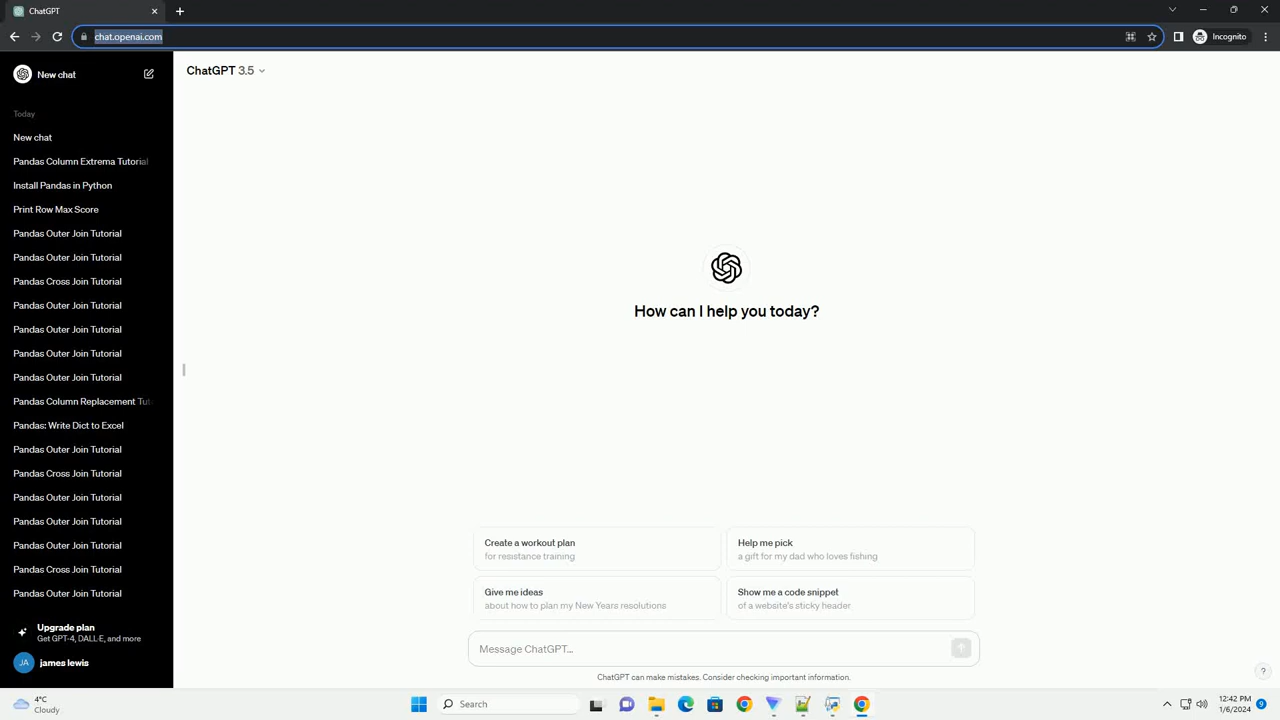 ChatGPT
chat.openai.com
Incognito
New chat
ChatGPT 3.5
Today
New chat
Pandas Column Extrema Tutorial
Install Pandas in Python
Print Row Max Score
Pandas Outer Join Tutorial
Pandas Outer Join Tutorial
Pandas Cross Join Tutorial
Pandas Outer Join Tutorial
Pandas Outer Join Tutorial
Pandas Outer Join Tutorial
Pandas Outer Join Tutorial
Pandas Column Replacement Tut
Pandas: Write Dict to Excel
Pandas Outer Join Tutorial
Pandas Cross Join Tutorial
Pandas Outer Join Tutorial
Pandas Outer Join Tutorial
Pandas Outer Join Tutorial
Pandas Cross Join Tutorial
Pandas Outer Join Tutorial
Upgrade plan
Get GPT-4, DALL·E, and more
JA james lewis
How can I help you today?
Create a workout plan
for resistance training
Help me pick
a gift for my dad who loves fishing
Give me ideas
about how to plan my New Years resolutions
Show me a code snippet
of a website's sticky header
Message ChatGPT...
ChatGPT can make mistakes. Consider checking important information.
?
4°C
Cloudy
Search
12:42 PM
1/6/2024
9